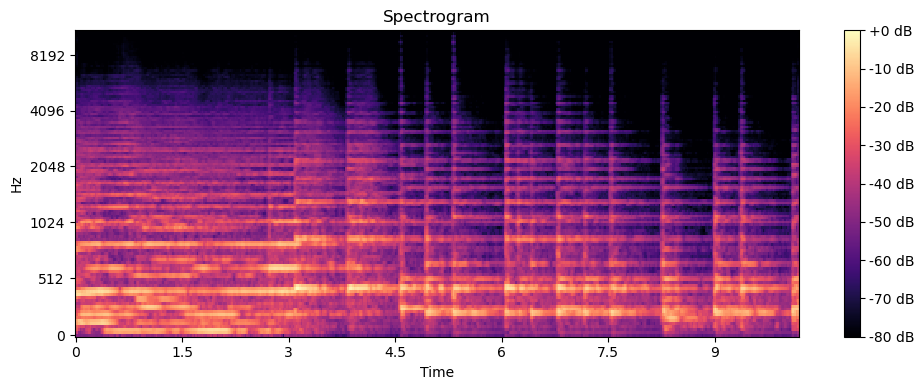 Spectrogram
+0 dB
8192
-10 dB
4096
-20 dB
-30 dB
2048
Hz
-40 dB
1024
-50 dB
512
-60 dB
-70 dB
0
-80 dB
0 1.5 3 4.5 6 7.5 9
Time